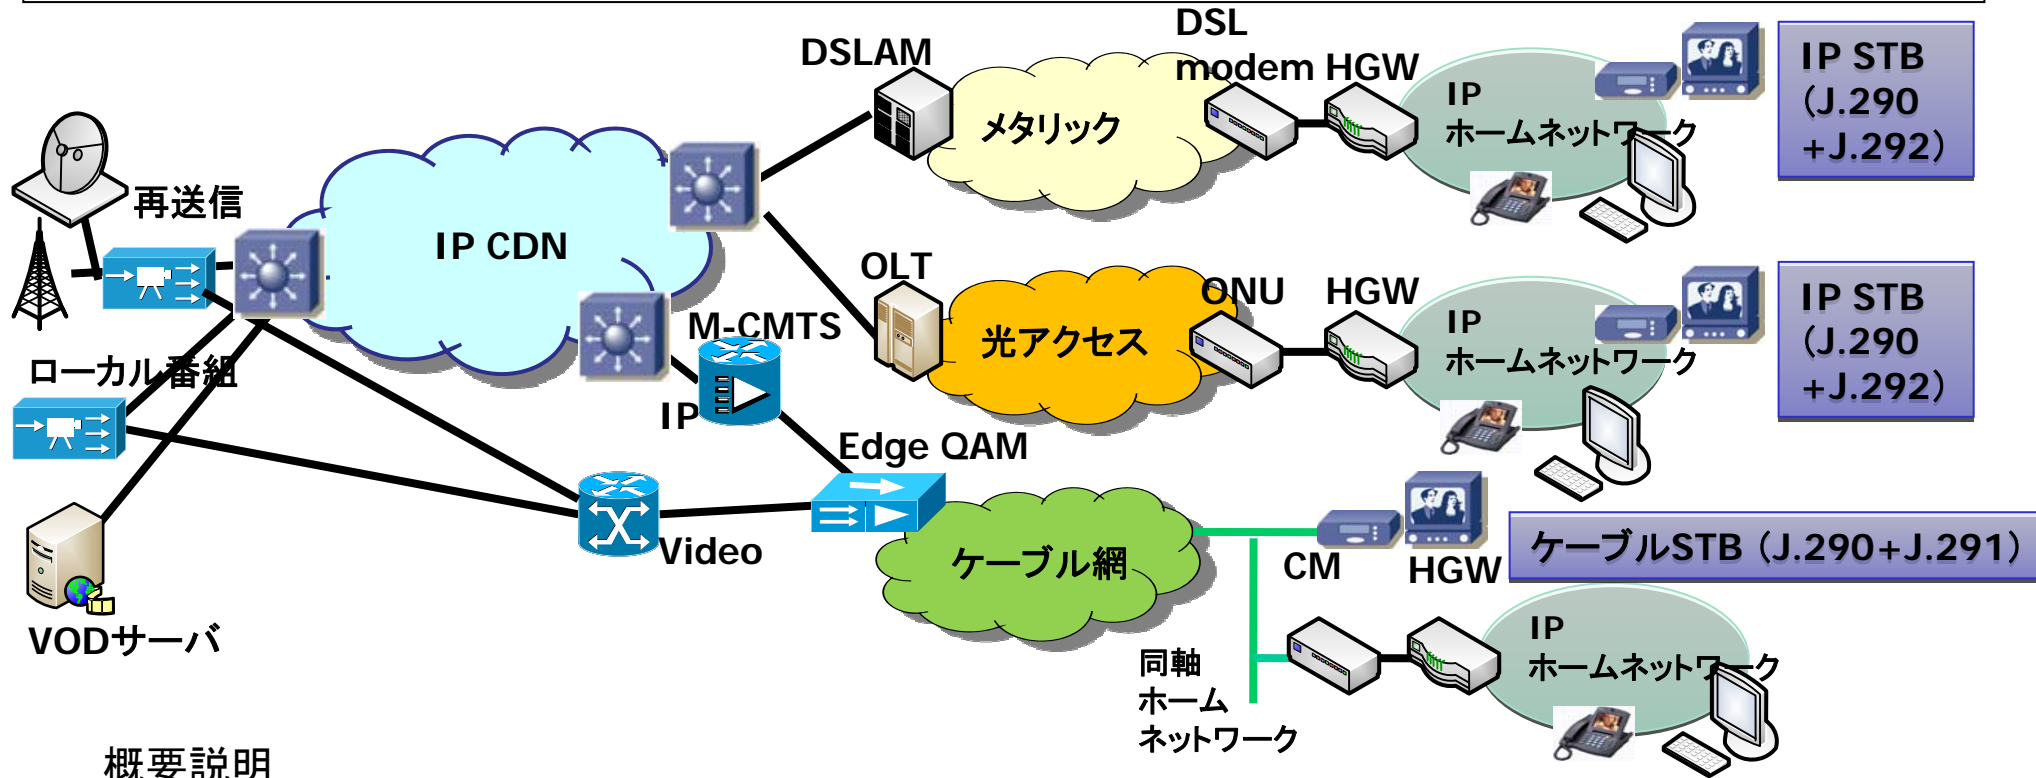 DSL
modem
HGW
DSLAM
メタリック
IP
ホームネットワーク
IP STB
(J.290
+J.292)
再送信
IP CDN
OLT
光アクセス
ONU
HGW
IP
ホームネットワーク
IP STB
(J.290
+J.292)
M-CMTS
IP
ローカル番組
Edge QAM
Video
ケーブル網
CM
HGW
ケーブルSTB (J.290+J.291)
VODサーバ
同軸
ホーム
ネットワーク
IP
ホームネットワーク
概要説明